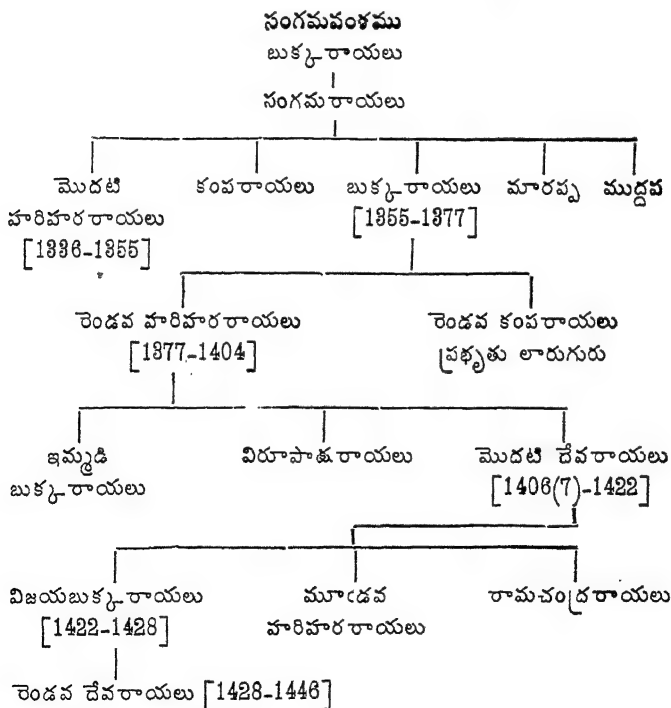 సంగమవంశము
బుక్కరాయలు
సంగమరాయలు
మొదటి హరిహరరాయలు [1336-1355]
కంపరాయలు
బుక్కరాయలు [1355-1377]
మారప్ప
ముద్దప
రెండవ హరిహరరాయలు [1377-1404]
రెండవ కంపరాయలు ప్రభృతు లారుగురు
ఇమ్మడి బుక్కరాయలు
విరూపాక్షరాయలు
మొదటి దేవరాయలు [1406(7)-1422]
విజయబుక్కరాయలు [1422-1428]
మూఁడవ హరిహరరాయలు
రామచంద్రరాయలు
రెండవ దేవరాయలు [1428-1446]